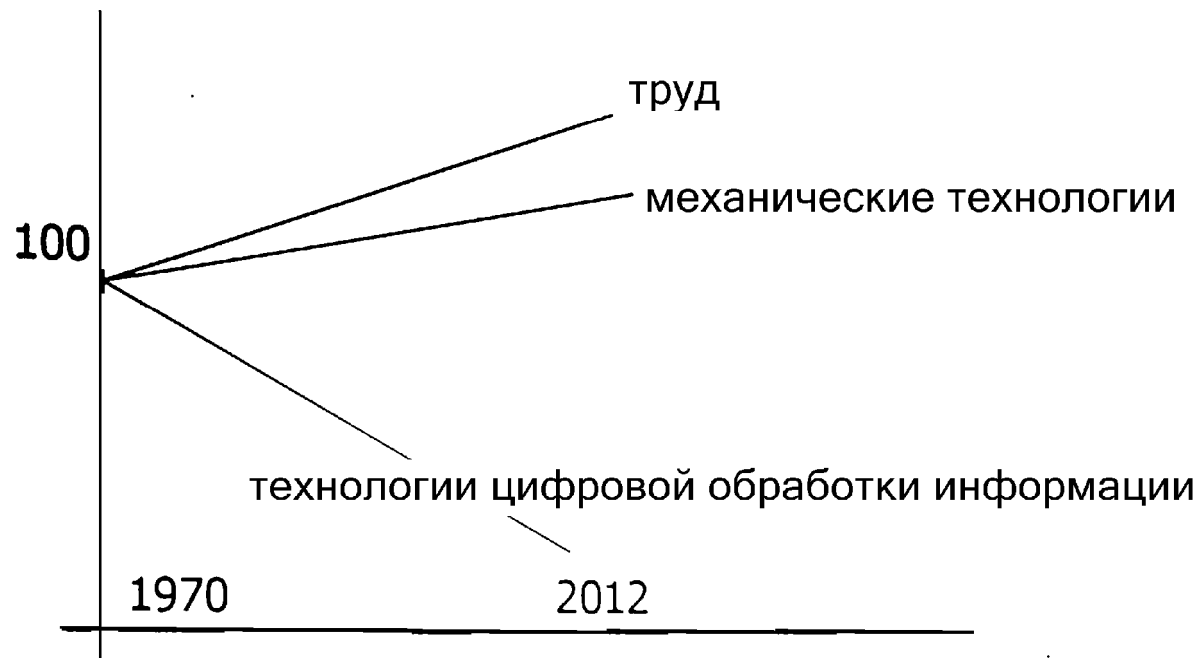 труд
механические технологии
100
технологии цифровой обработки информации
1970
2012